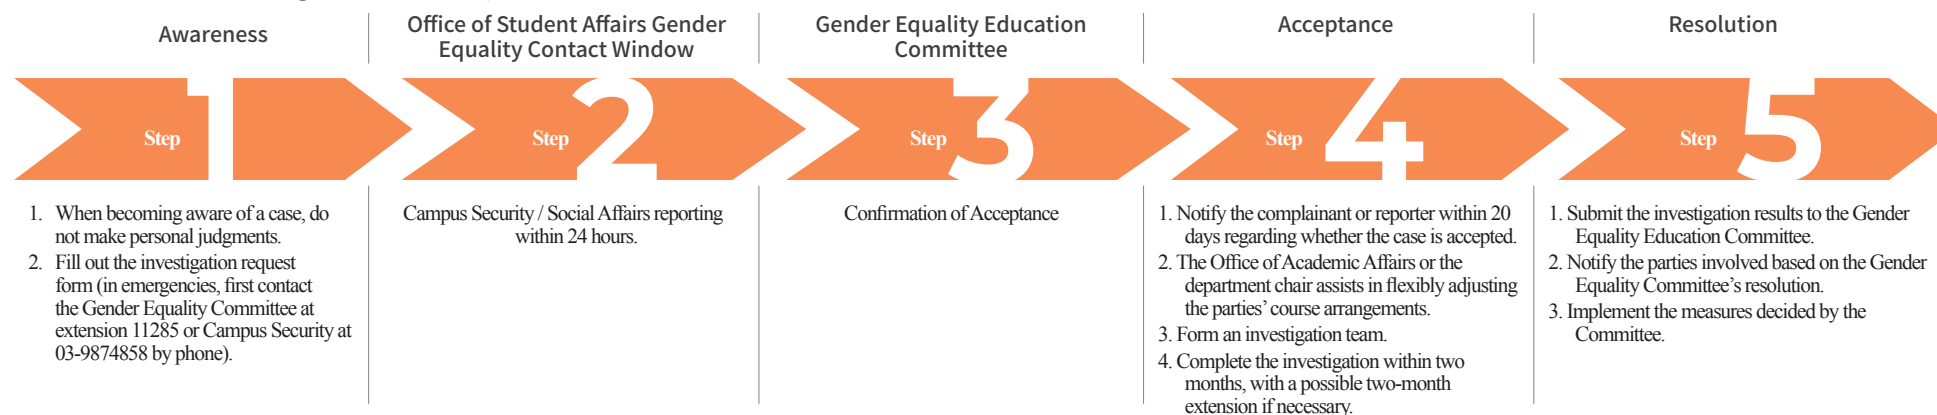 Awareness
Office of Student Affairs Gender
Equality Contact Window
Gender Equality Education
Committee
Acceptance
Resolution
Step 1
Step 2
Step 3
Step 4
Step 5
1. When becoming aware of a case, do
not make personal judgments.
2. Fill out the investigation request
form (in emergencies, first contact
the Gender Equality Committee at
extension 11285 or Campus Security at
03-9874858 by phone).
Campus Security / Social Affairs reporting
within 24 hours.
Confirmation of Acceptance
1. Notify the complainant or reporter within 20
days regarding whether the case is accepted.
2. The Office of Academic Affairs or the
department chair assists in flexibly adjusting
the parties' course arrangements.
3. Form an investigation team.
4. Complete the investigation within two
months, with a possible two-month
extension if necessary.
1. Submit the investigation results to the Gender
Equality Education Committee.
2. Notify the parties involved based on the Gender
Equality Committee's resolution.
3. Implement the measures decided by the
Committee.